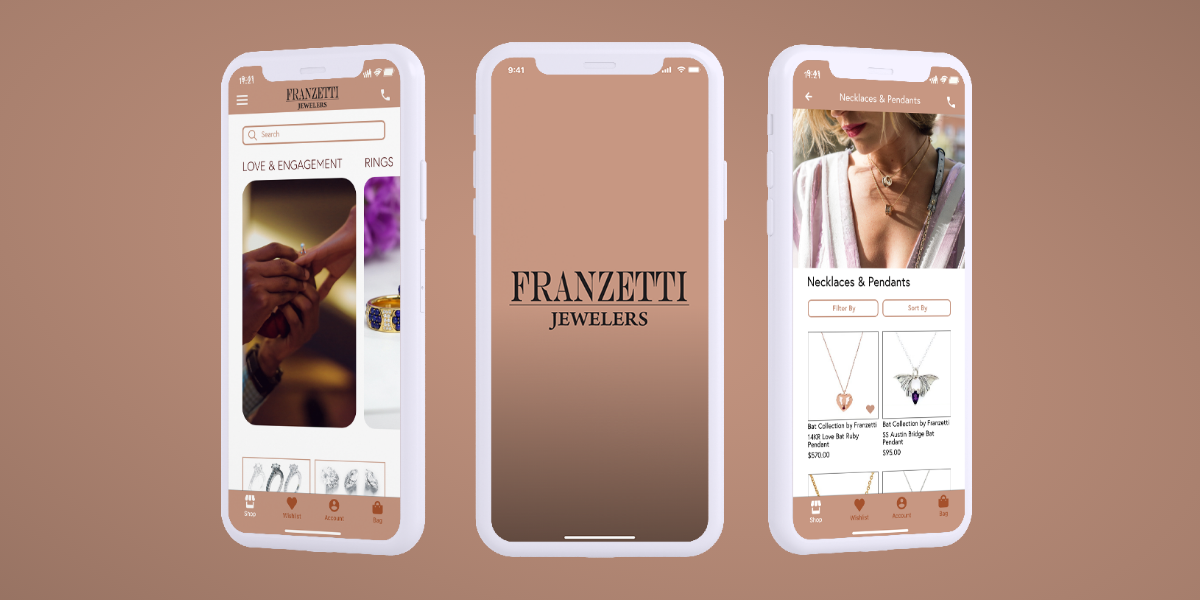 9:41
FRANZETTI
JEWELERS
Search
LOVE & ENGAGEMENT
RINGS
Shop
Wishlist
Account
Bag
9:41
FRANZETTI
JEWELERS
9:41
Necklaces & Pendants
Necklaces & Pendants
Filter By
Sort By
Bat Collection by Franzetti
14KR Love Bat Ruby
Pendant
$570.00
Bat Collection by Franzetti
SS Austin Bridge Bat
Pendant
$95.00
Shop
Wishlist
Account
Bag